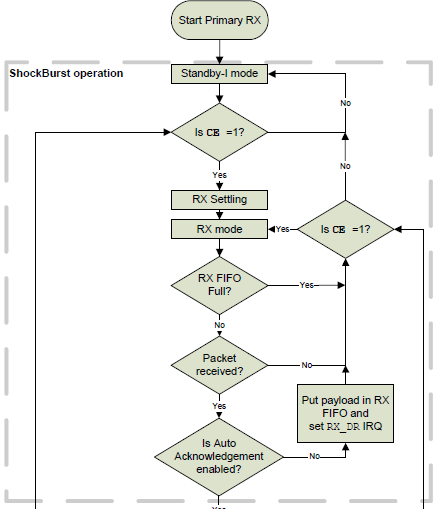 Start Primary RX
ShockBurst operation
Standby-I mode
No
Is CE =1?
No
Yes
RX Settling
RX mode
Yes
Is CE =1?
RX FIFO
Full?
Yes
No
Packet
received?
No
Yes
Put payload in RX
FIFO and
set RX_DR IRQ
Is Auto
Acknowledgement
enabled?
No
Yes